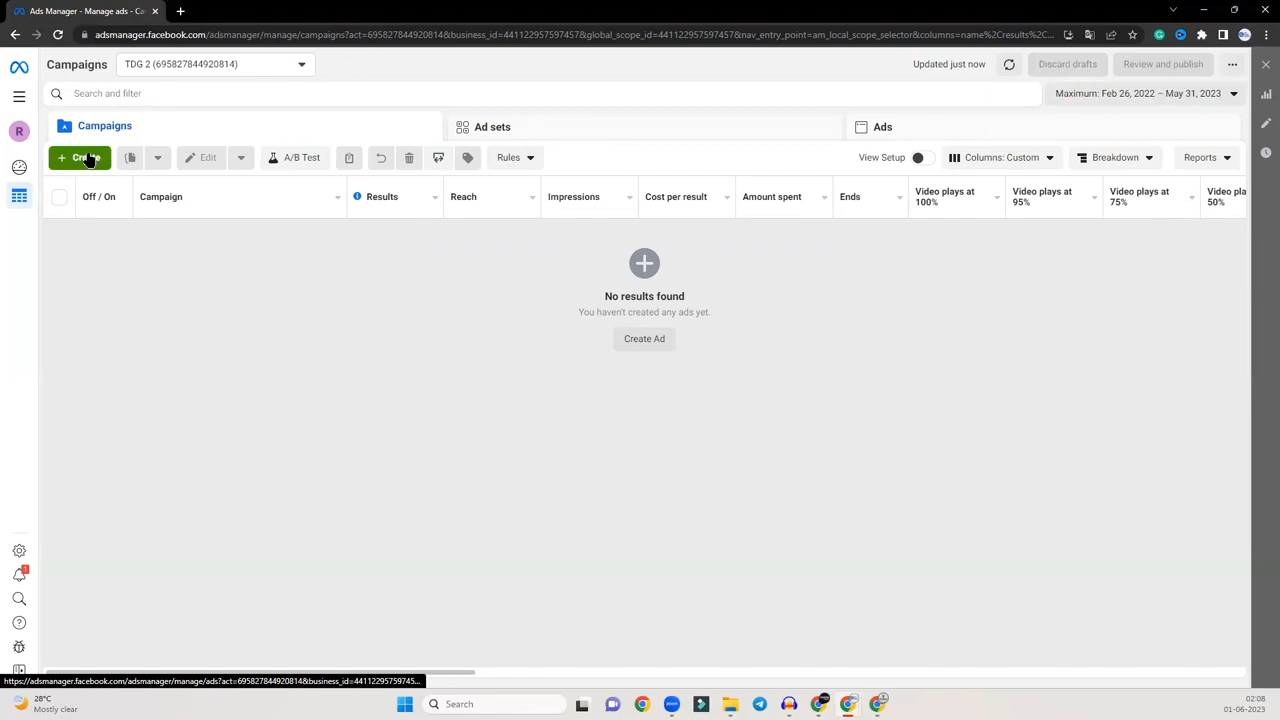 Ads Manager - Manage ads - Ca
adsmanager.facebook.com/adsmanager/manage/campaigns?act=695827844920814&business_id=441122957597457&global_scope_id=441122957597457&nav_entry_point=am_local_scope_selector&columns=name%2Cresults%2C...
Campaigns
TDG 2 (695827844920814)
Updated just now
Discard drafts
Review and publish
Search and filter
Maximum: Feb 26, 2022 – May 31, 2023
Campaigns
Ad sets
Ads
R
+ Create
Edit
A/B Test
Rules
View Setup
Columns: Custom
Breakdown
Reports
Off / On
Campaign
Results
Reach
Impressions
Cost per result
Amount spent
Ends
Video plays at 100%
Video plays at 95%
Video plays at 75%
Video pla 50%
No results found
You haven't created any ads yet.
Create Ad
1
https://adsmanager.facebook.com/adsmanager/manage/ads?act=695827844920814&business_id=44112295759745...
28°C
Mostly clear
Search
02:08
01-06-2023